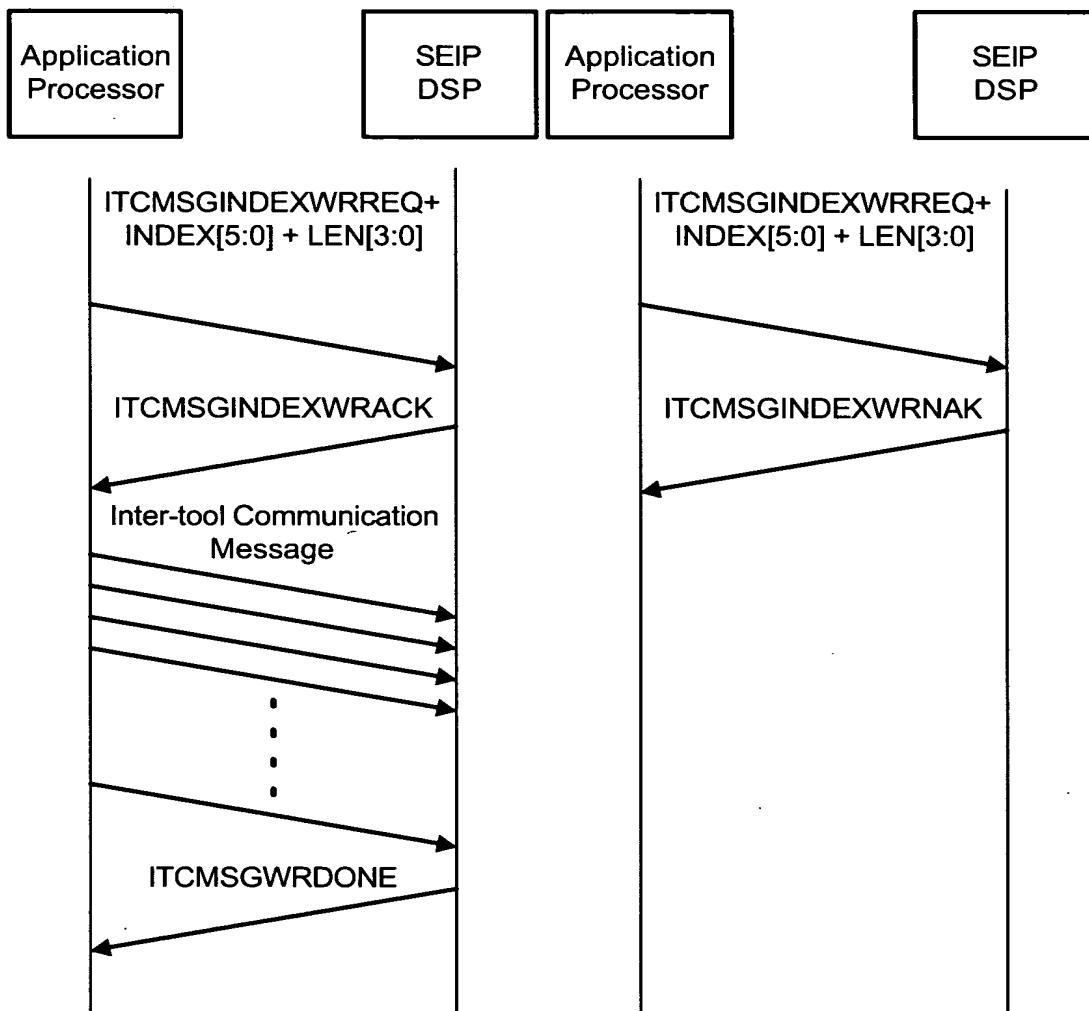 Application
Processor
SEIP
DSP
Application
Processor
SEIP
DSP
ITCMSGINDEXWRREQ+
INDEX[5:0] + LEN[3:0]
ITCMSGINDEXWRACK
Inter-tool Communication
Message
ITCMSGWRDONE
ITCMSGINDEXWRREQ+
INDEX[5:0] + LEN[3:0]
ITCMSGINDEXWRNAK